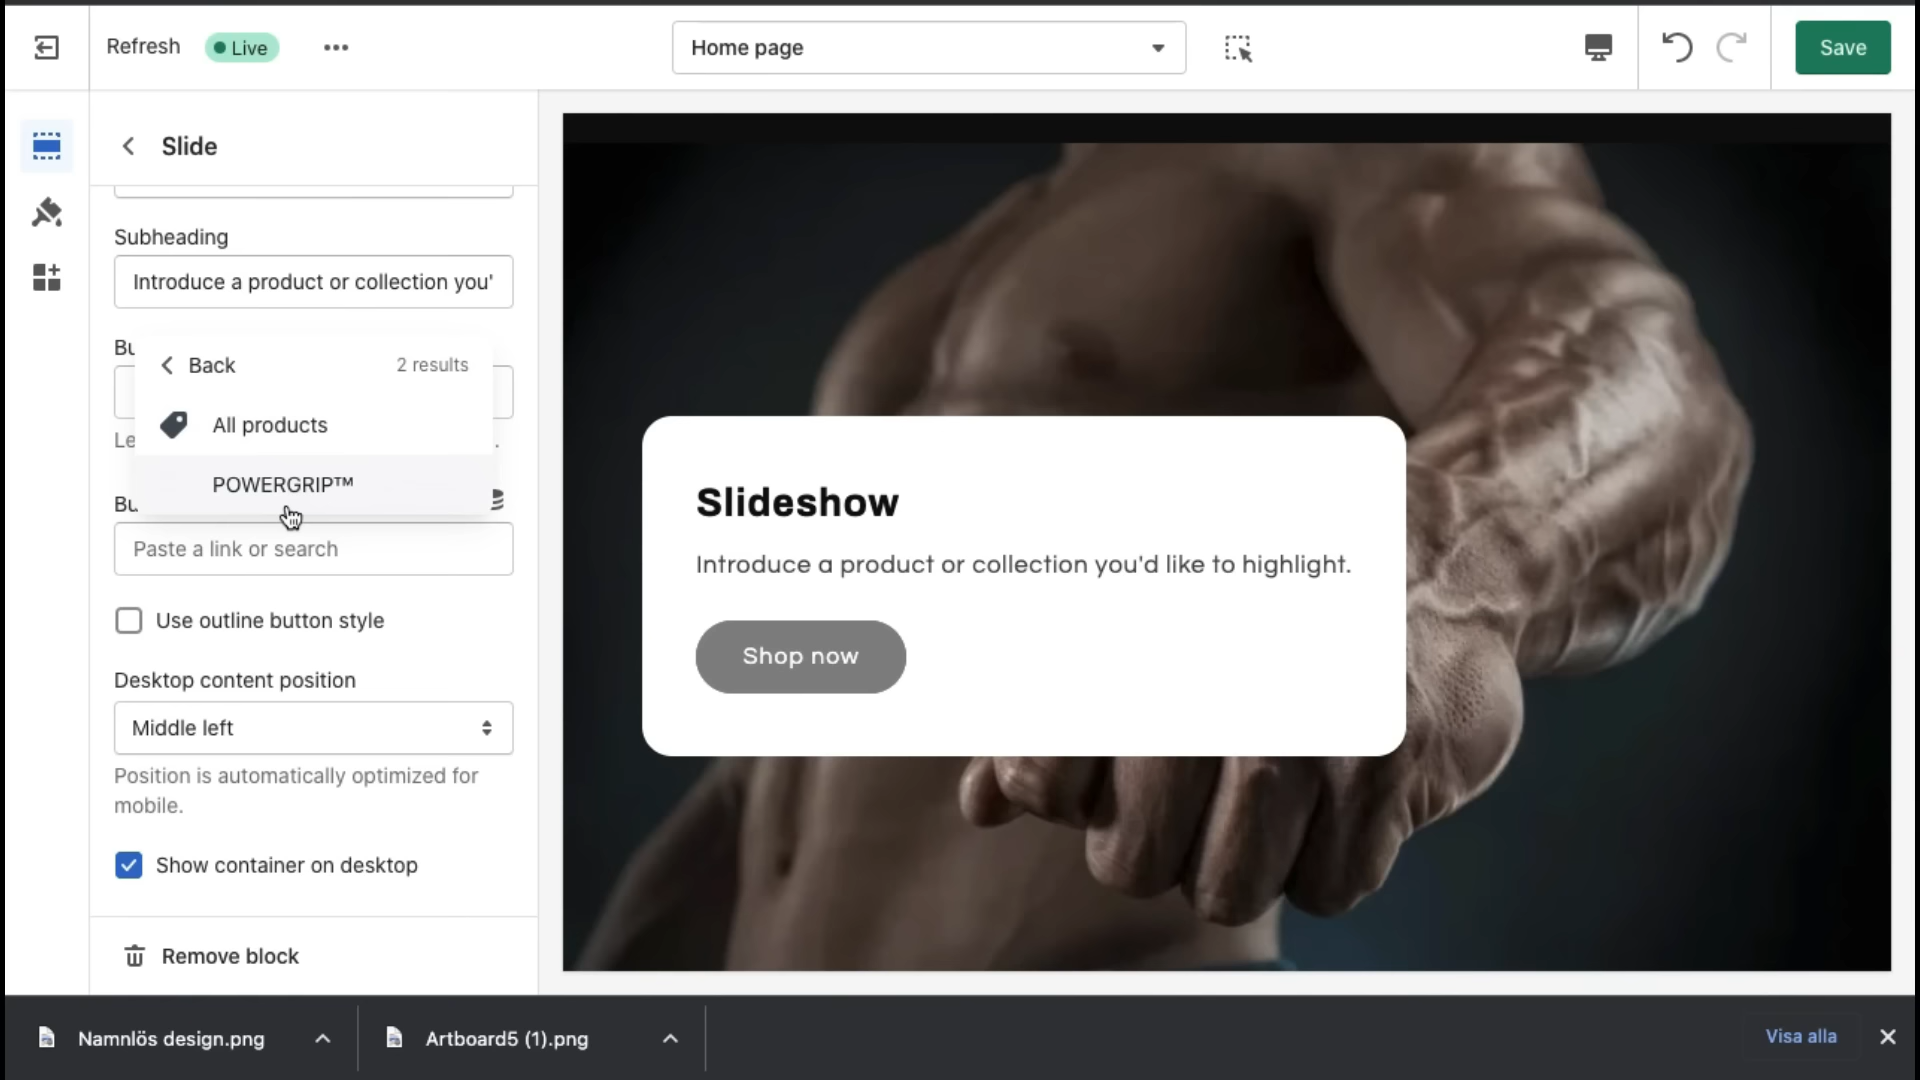 Refresh
Live
Home page
Save
Slide
Subheading
Introduce a product or collection you'
Bu
Back
2 results
All products
Le
.
POWERGRIP™
Bu
Paste a link or search
Use outline button style
Desktop content position
Middle left
Position is automatically optimized for
mobile.
Show container on desktop
Remove block
Slideshow
Introduce a product or collection you'd like to highlight.
Shop now
Namnlös design.png
Artboard5 (1).png
Visa alla